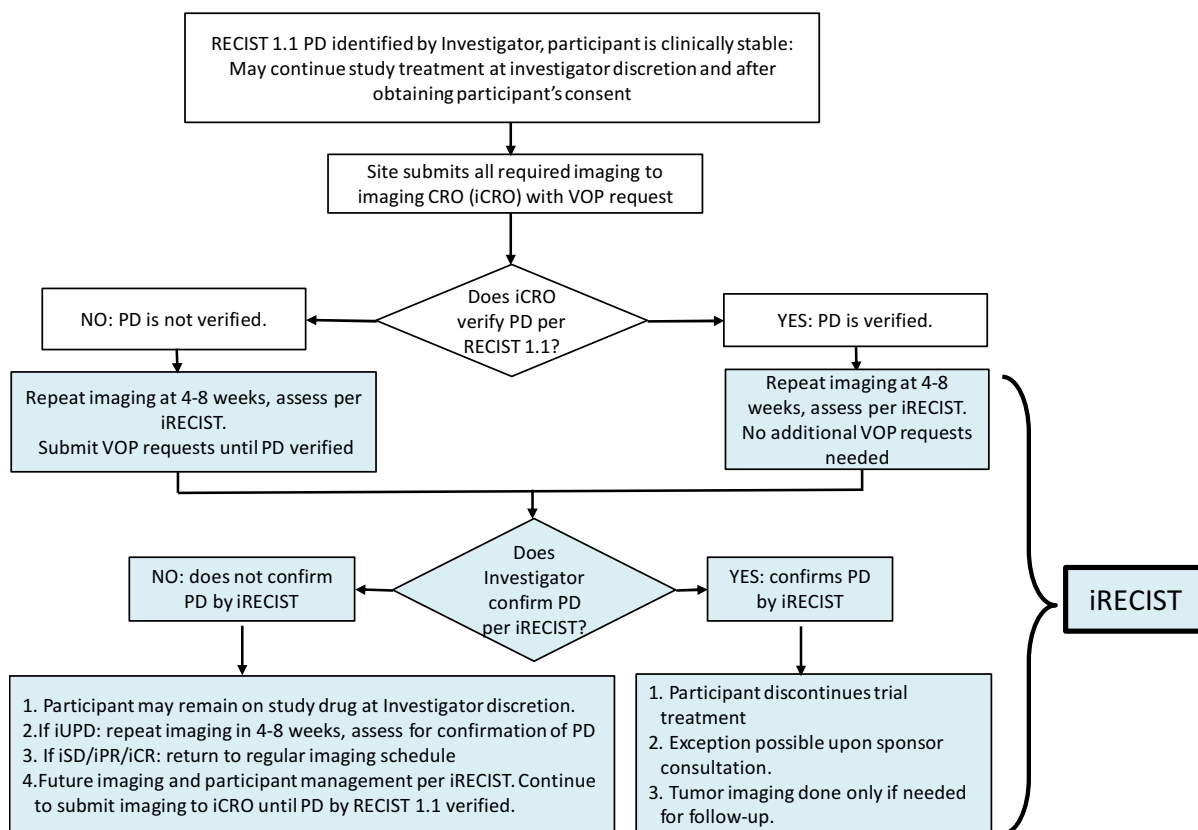 RECIST 1.1 PD identified by Investigator, participant is clinically stable:
May continue study treatment at investigator discretion and after
obtaining participant's consent
Site submits all required imaging to
imaging CRO (iCRO) with VOP request
Does iCRO
verify PD per
RECIST 1.1?
NO: PD is not verified.
YES: PD is verified.
Repeat imaging at 4-8 weeks, assess per
iRECIST.
Submit VOP requests until PD verified
Repeat imaging at 4-8
weeks, assess per iRECIST.
No additional VOP requests
needed
Does
Investigator
confirm PD
per iRECIST?
NO: does not confirm
PD by iRECIST
YES: confirms PD
by iRECIST
iRECIST
1. Participant may remain on study drug at Investigator discretion.
2.If iUPD: repeat imaging in 4-8 weeks, assess for confirmation of PD
3. If iSD/iPR/iCR: return to regular imaging schedule
4.Future imaging and participant management per iRECIST. Continue
to submit imaging to iCRO until PD by RECIST 1.1 verified.
1. Participant discontinues trial
treatment
2. Exception possible upon sponsor
consultation.
3. Tumor imaging done only if needed
for follow-up.